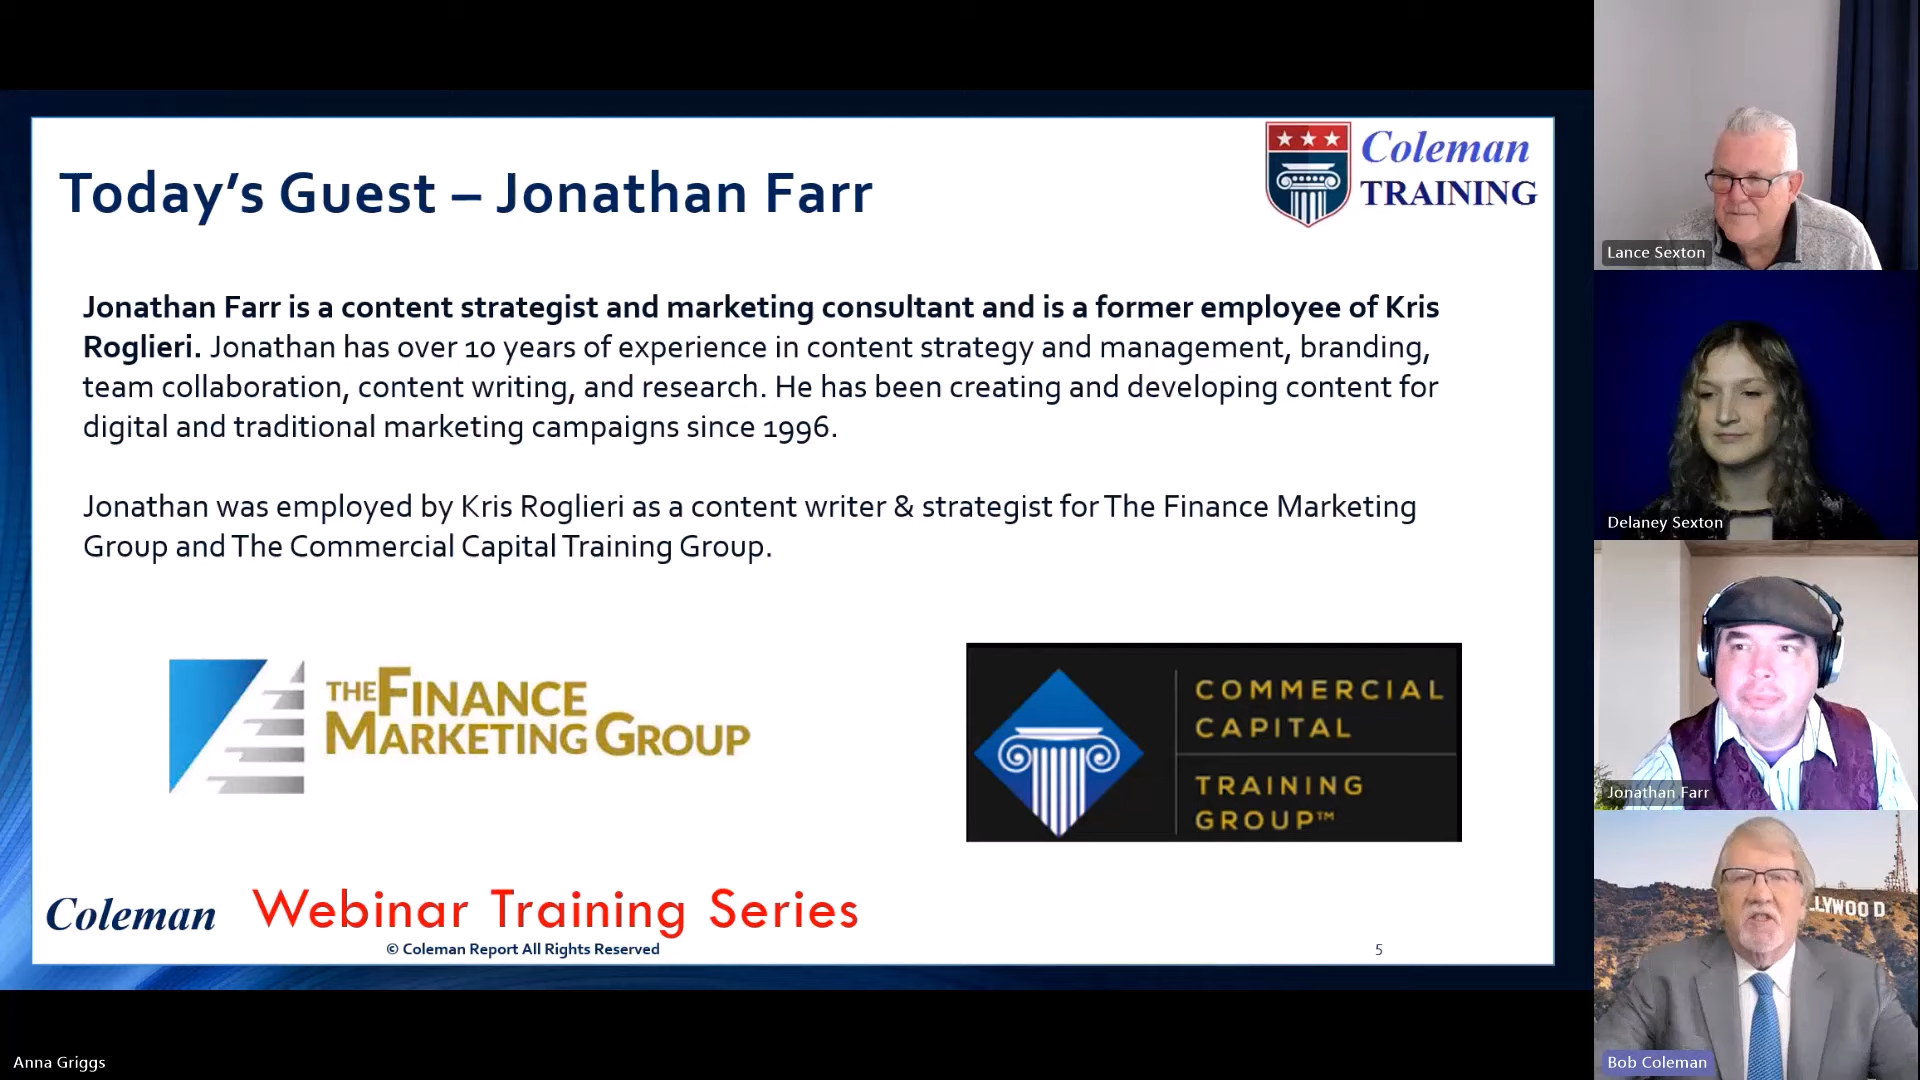 Today's Guest – Jonathan Farr
Coleman
TRAINING
Jonathan Farr is a content strategist and marketing consultant and is a former employee of Kris
Roglieri. Jonathan has over 10 years of experience in content strategy and management, branding,
team collaboration, content writing, and research. He has been creating and developing content for
digital and traditional marketing campaigns since 1996.
Jonathan was employed by Kris Roglieri as a content writer & strategist for The Finance Marketing
Group and The Commercial Capital Training Group.
THE FINANCE
MARKETING GROUP
COMMERCIAL
CAPITAL
TRAINING
GROUP™
Coleman Webinar Training Series
© Coleman Report All Rights Reserved
5
Anna Griggs
Lance Sexton
Delaney Sexton
Jonathan Farr
LLYWOOD
Bob Coleman